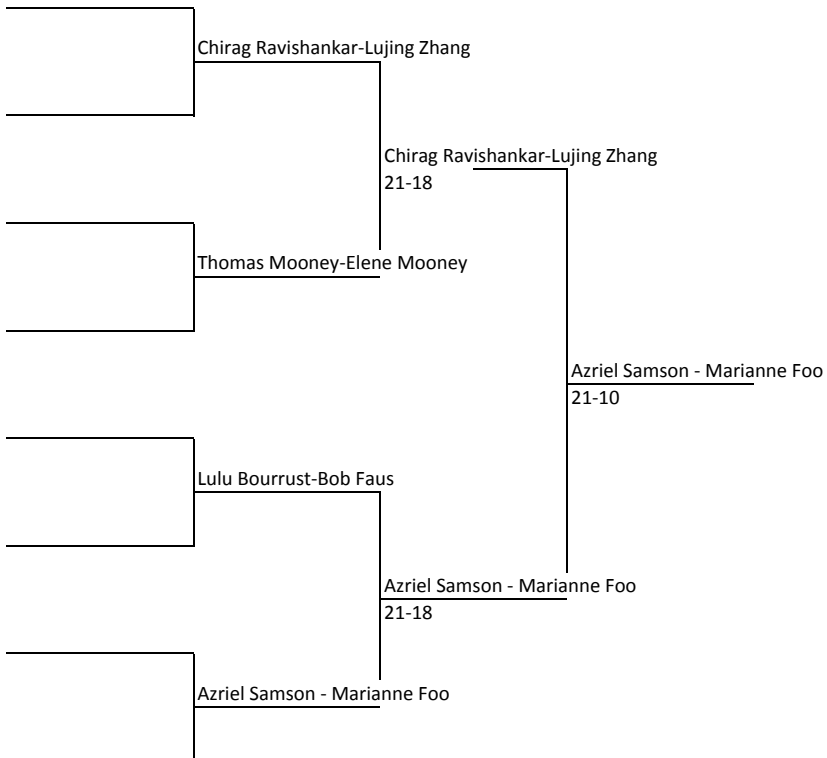 Chirag Ravishankar-Lujing Zhang
Chirag Ravishankar-Lujing Zhang
21-18
Thomas Mooney-Elene Mooney
Azriel Samson - Marianne Foo
21-10
Lulu Bourrust-Bob Faus
Azriel Samson - Marianne Foo
21-18
Azriel Samson - Marianne Foo